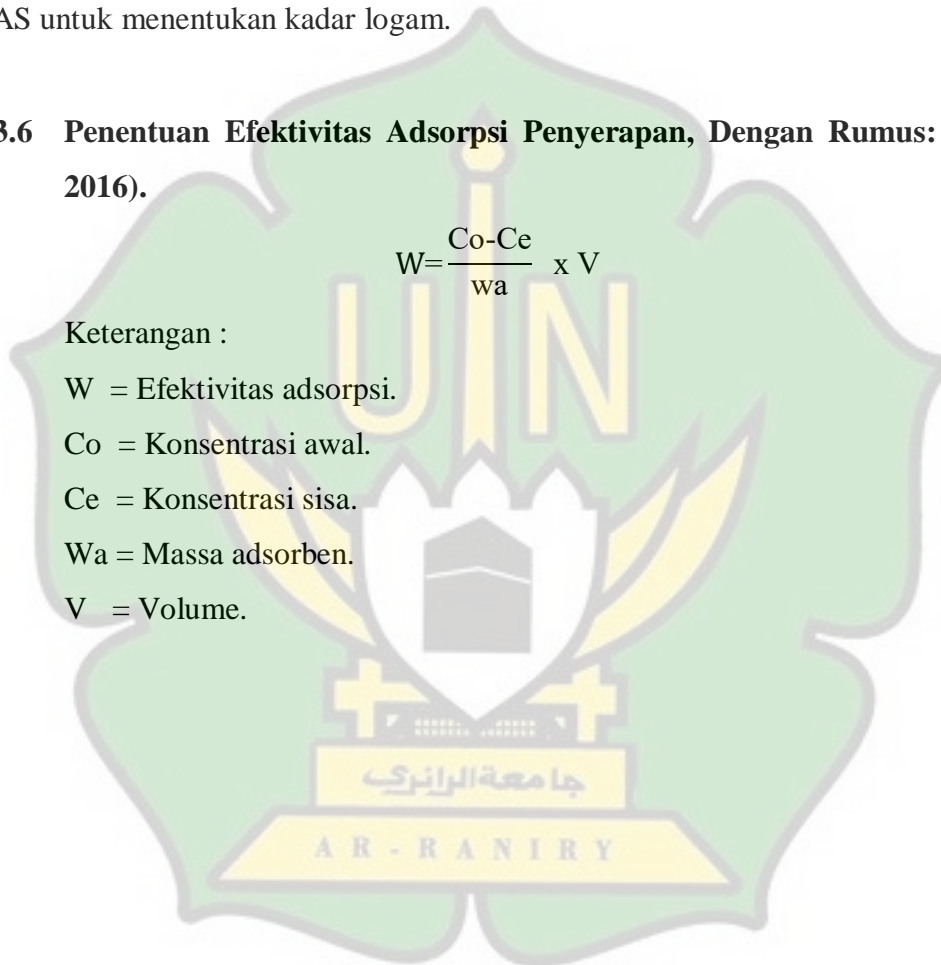 AS untuk menentukan kadar logam.
3.6 Penentuan Efektivitas Adsorpsi Penyerapan, Dengan Rumus:
2016).
W= Co-Ce / wa x V
Keterangan :
W = Efektivitas adsorpsi.
Co = Konsentrasi awal.
Ce = Konsentrasi sisa.
Wa = Massa adsorben.
V = Volume.
UIN
جامعة الرانري
AR-RANIRY